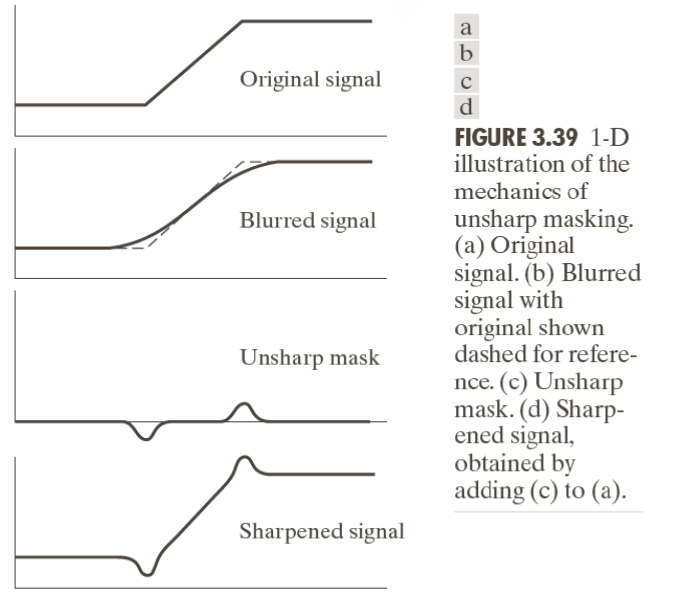 Original signal
Blurred signal
Unsharp mask
Sharpened signal
a
b
c
d
FIGURE 3.39 1-D
illustration of the
mechanics of
unsharp masking.
(a) Original
signal. (b) Blurred
signal with
original shown
dashed for refere-
nce. (c) Unsharp
mask. (d) Sharp-
ened signal,
obtained by
adding (c) to (a).